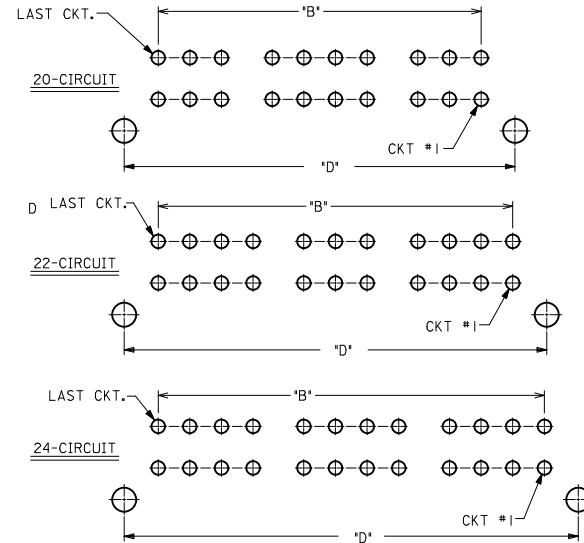 LAST CKT.
"B"
20-CIRCUIT
CKT #1
"D"
D LAST CKT.
"B"
22-CIRCUIT
CKT #1
"D"
LAST CKT.
"B"
24-CIRCUIT
CKT #1
"D"